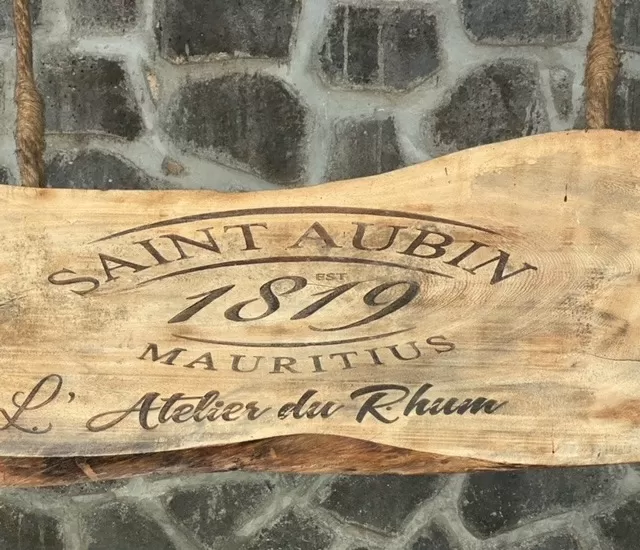 SAINT AUBIN
EST
1819
MAURITIUS
L' Atelier du Rhum